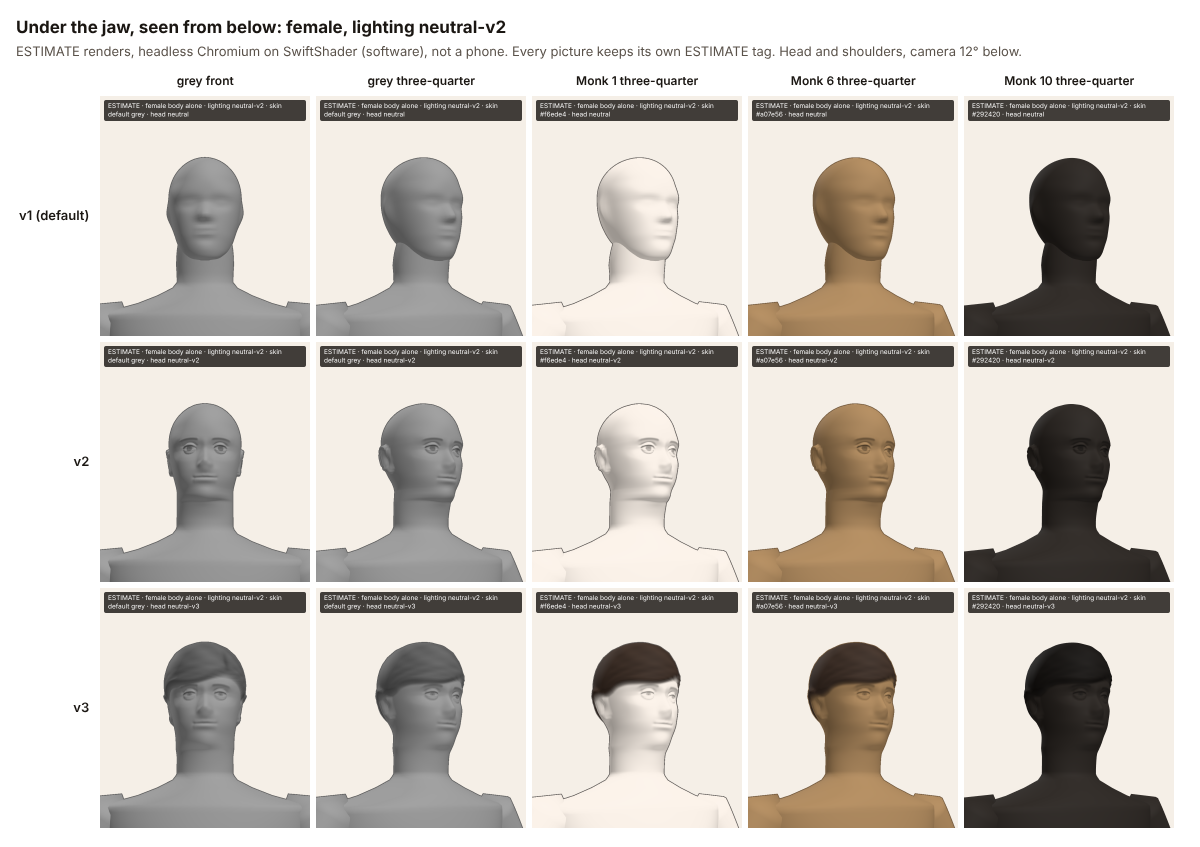 Under the jaw, seen from below: female, lighting neutral-v2
ESTIMATE renders, headless Chromium on SwiftShader (software), not a phone. Every picture keeps its own ESTIMATE tag. Head and shoulders, camera 12° below.
grey front
grey three-quarter
Monk 1 three-quarter
Monk 6 three-quarter
Monk 10 three-quarter
v1 (default)
ESTIMATE · female body alone · lighting neutral-v2 · skin
default grey · head neutral
ESTIMATE · female body alone · lighting neutral-v2 · skin
default grey · head neutral
ESTIMATE · female body alone · lighting neutral-v2 · skin
#f6ede4 · head neutral
ESTIMATE · female body alone · lighting neutral-v2 · skin
#a07e56 · head neutral
ESTIMATE · female body alone · lighting neutral-v2 · skin
#292420 · head neutral
v2
ESTIMATE · female body alone · lighting neutral-v2 · skin
default grey · head neutral-v2
ESTIMATE · female body alone · lighting neutral-v2 · skin
default grey · head neutral-v2
ESTIMATE · female body alone · lighting neutral-v2 · skin
#f6ede4 · head neutral-v2
ESTIMATE · female body alone · lighting neutral-v2 · skin
#a07e56 · head neutral-v2
ESTIMATE · female body alone · lighting neutral-v2 · skin
#292420 · head neutral-v2
v3
ESTIMATE · female body alone · lighting neutral-v2 · skin
default grey · head neutral-v3
ESTIMATE · female body alone · lighting neutral-v2 · skin
default grey · head neutral-v3
ESTIMATE · female body alone · lighting neutral-v2 · skin
#f6ede4 · head neutral-v3
ESTIMATE · female body alone · lighting neutral-v2 · skin
#a07e56 · head neutral-v3
ESTIMATE · female body alone · lighting neutral-v2 · skin
#292420 · head neutral-v3